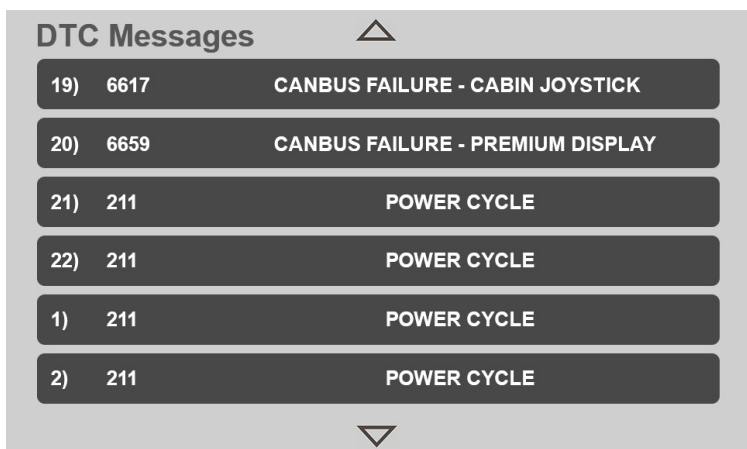 DTC Messages
19) 6617 CANBUS FAILURE - CABIN JOYSTICK
20) 6659 CANBUS FAILURE - PREMIUM DISPLAY
21) 211 POWER CYCLE
22) 211 POWER CYCLE
1) 211 POWER CYCLE
2) 211 POWER CYCLE